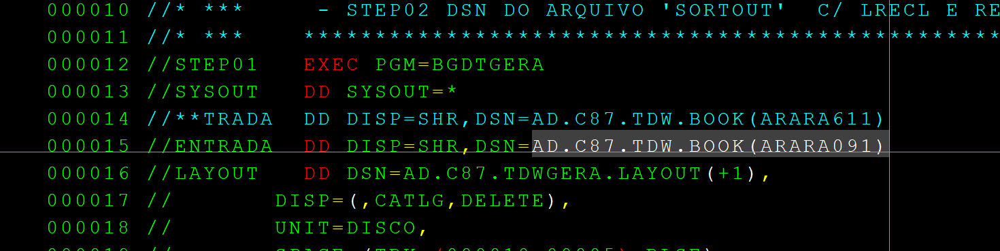 000010 //* ***      - STEP02 DSN DO ARQUIVO 'SORTOUT'  C/ LRECL E RE
000011 //* ***    *************************************************
000012 //STEP01   EXEC PGM=BGDTGERA
000013 //SYSOUT   DD SYSOUT=*
000014 //**TRADA  DD DISP=SHR,DSN=AD.C87.TDW.BOOK(ARARA611)
000015 //ENTRADA  DD DISP=SHR,DSN=AD.C87.TDW.BOOK(ARARA091)
000016 //LAYOUT   DD DSN=AD.C87.TDWGERA.LAYOUT(+1),
000017 //       DISP=(,CATLG,DELETE),
000018 //       UNIT=DISCO,